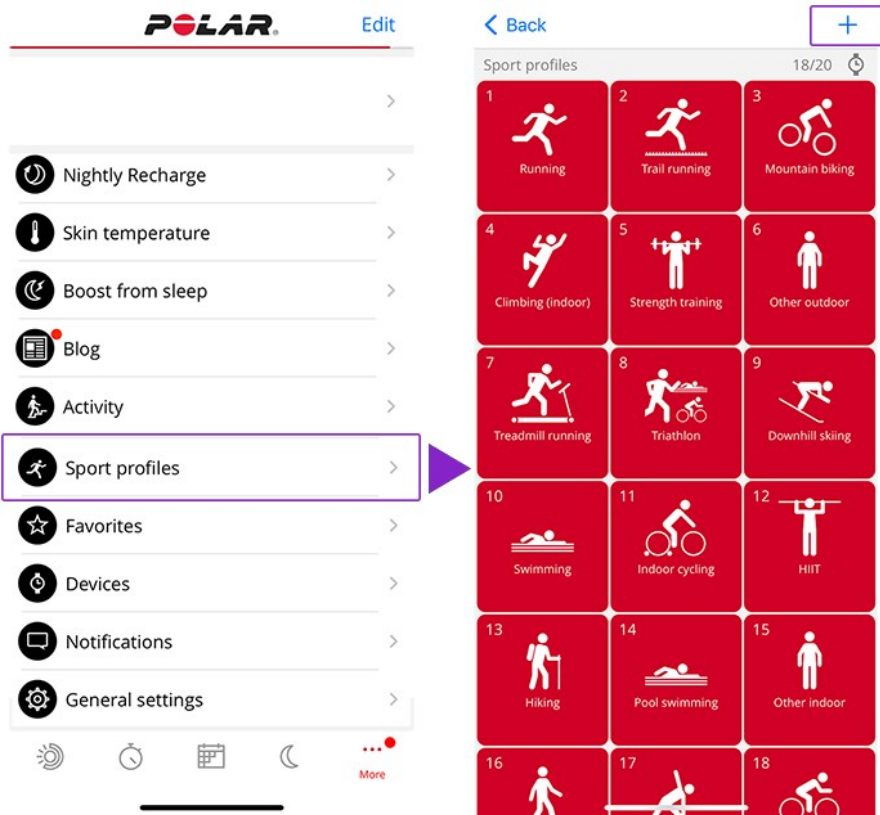 POLAR.
Edit
Nightly Recharge
Skin temperature
Boost from sleep
Blog
Activity
Sport profiles
Favorites
Devices
Notifications
General settings
More
Back
+
Sport profiles 18/20
1
Running
2
Trail running
3
Mountain biking
4
Climbing (indoor)
5
Strength training
6
Other outdoor
7
Treadmill running
8
Triathlon
9
Downhill skiing
10
Swimming
11
Indoor cycling
12
HIIT
13
Hiking
14
Pool swimming
15
Other indoor
16
17
18